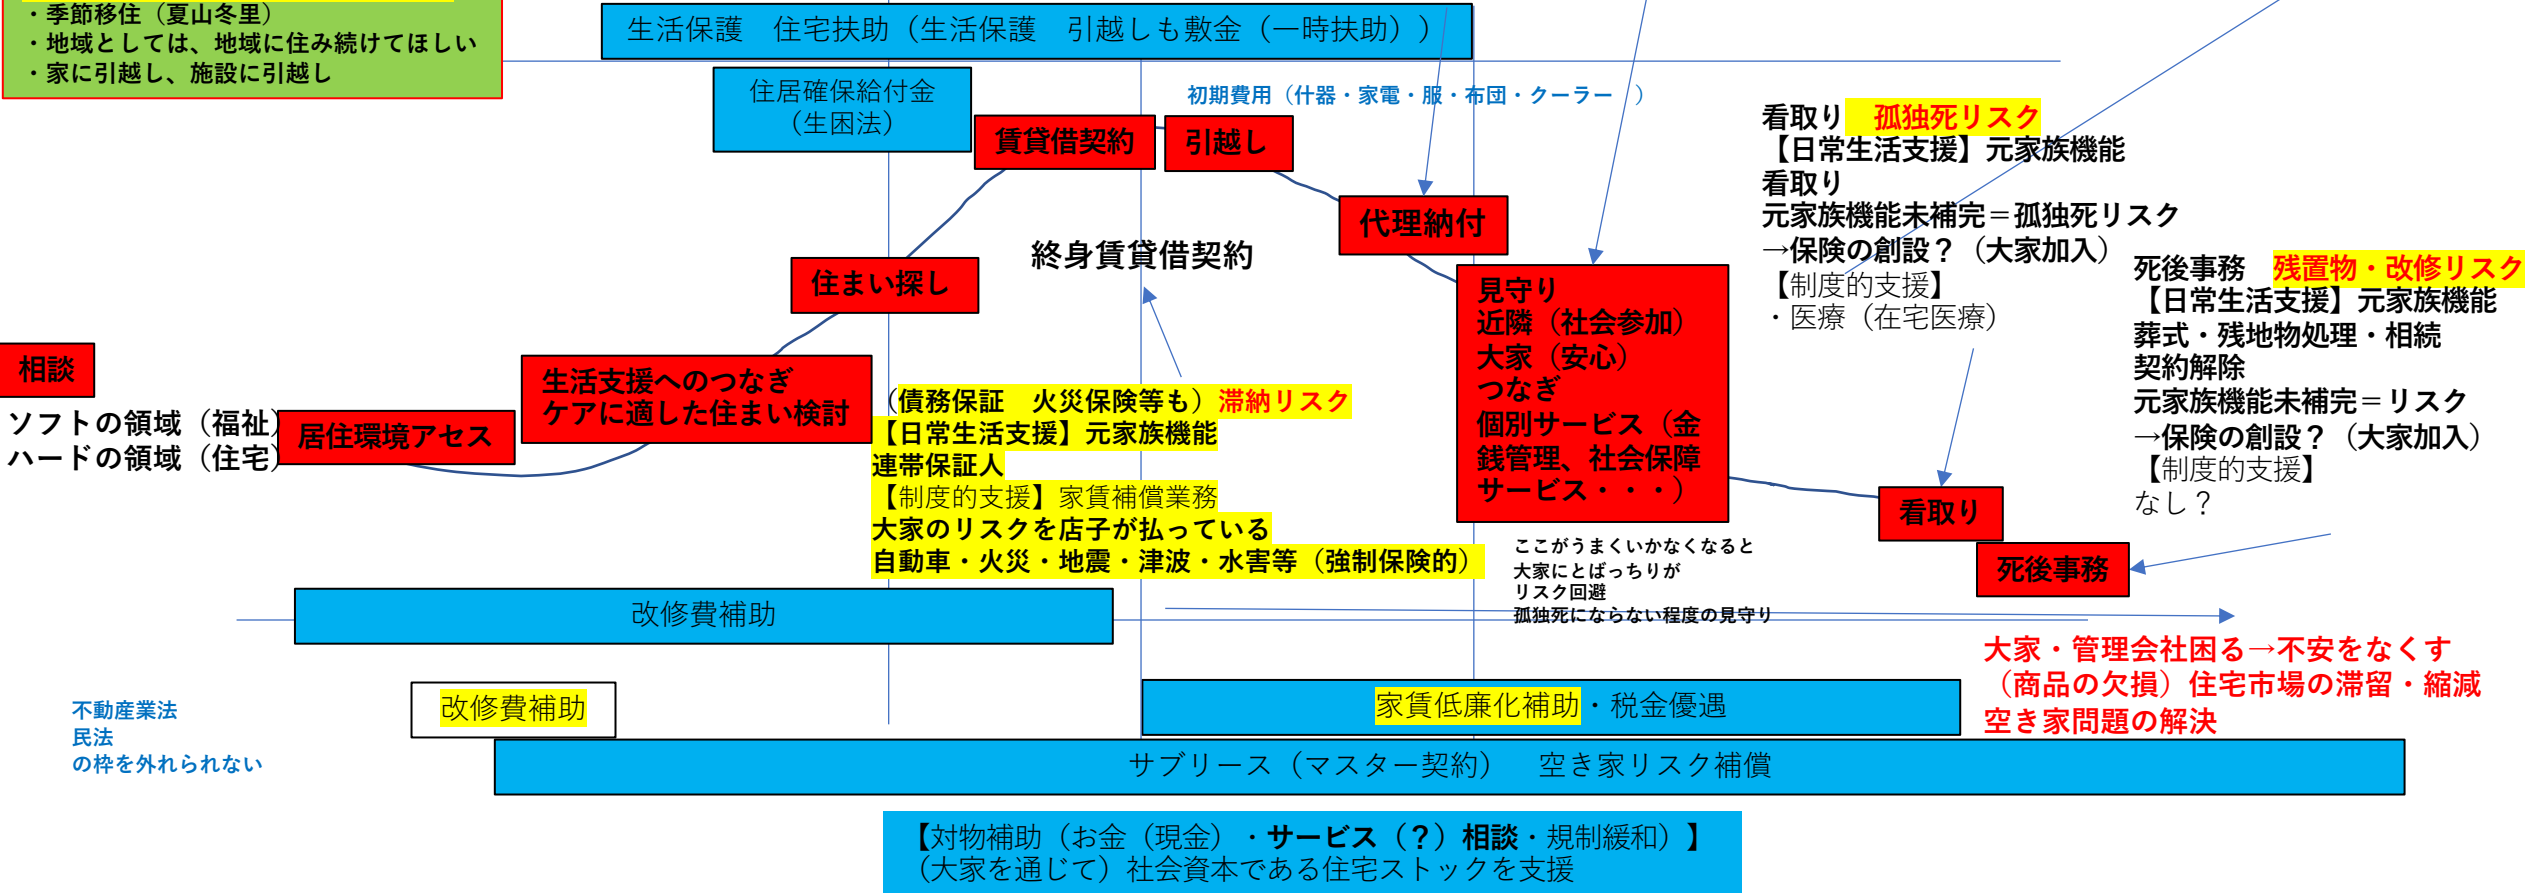 ・季節移住（夏山冬里）
・地域としては、地域に住み続けてほしい
・家に引越し、施設に引越し
生活保護　住宅扶助（生活保護　引越しも敷金（一時扶助））
住居確保給付金
（生困法）
初期費用（什器・家電・服・布団・クーラー　）
賃貸借契約
引越し
代理納付
終身賃貸借契約
住まい探し
相談
ソフトの領域（福祉）
ハードの領域（住宅）
居住環境アセス
生活支援へのつなぎ
ケアに適した住まい検討
（債務保証　火災保険等も）滞納リスク
【日常生活支援】元家族機能
連帯保証人
【制度的支援】家賃補償業務
大家のリスクを店子が払っている
自動車・火災・地震・津波・水害等（強制保険的）
見守り
近隣（社会参加）
大家（安心）
つなぎ
個別サービス（金
銭管理、社会保障
サービス・・・）
ここがうまくいかなくなると
大家にとばっちりが
リスク回避
孤独死にならない程度の見守り
看取り　孤独死リスク
【日常生活支援】元家族機能
看取り
元家族機能未補完＝孤独死リスク
→保険の創設？（大家加入）
【制度的支援】
・医療（在宅医療）
死後事務　残置物・改修リスク
【日常生活支援】元家族機能
葬式・残地物処理・相続
契約解除
元家族機能未補完＝リスク
→保険の創設？（大家加入）
【制度的支援】
なし？
看取り
死後事務
改修費補助
大家・管理会社困る→不安をなくす
（商品の欠損）住宅市場の滞留・縮減
空き家問題の解決
不動産業法
民法
の枠を外れられない
改修費補助
家賃低廉化補助・税金優遇
サブリース（マスター契約）　空き家リスク補償
【対物補助（お金（現金）・サービス（？）相談・規制緩和）】
（大家を通じて）社会資本である住宅ストックを支援